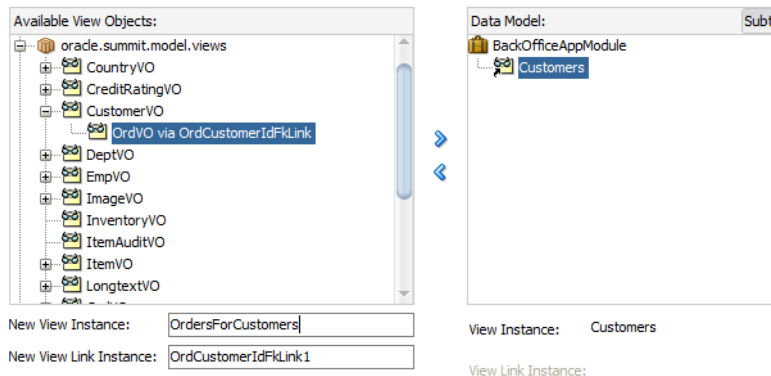 Available View Objects:
oracle.summit.model.views
CountryVO
CreditRatingVO
CustomerVO
OrdVO via OrdCustomerIdFkLink
DeptVO
EmpVO
ImageVO
InventoryVO
ItemAuditVO
ItemVO
LongtextVO
New View Instance: OrdersForCustomers
New View Link Instance: OrdCustomerIdFkLink1
Data Model:
BackOfficeAppModule
Customers
View Instance: Customers
View Link Instance: